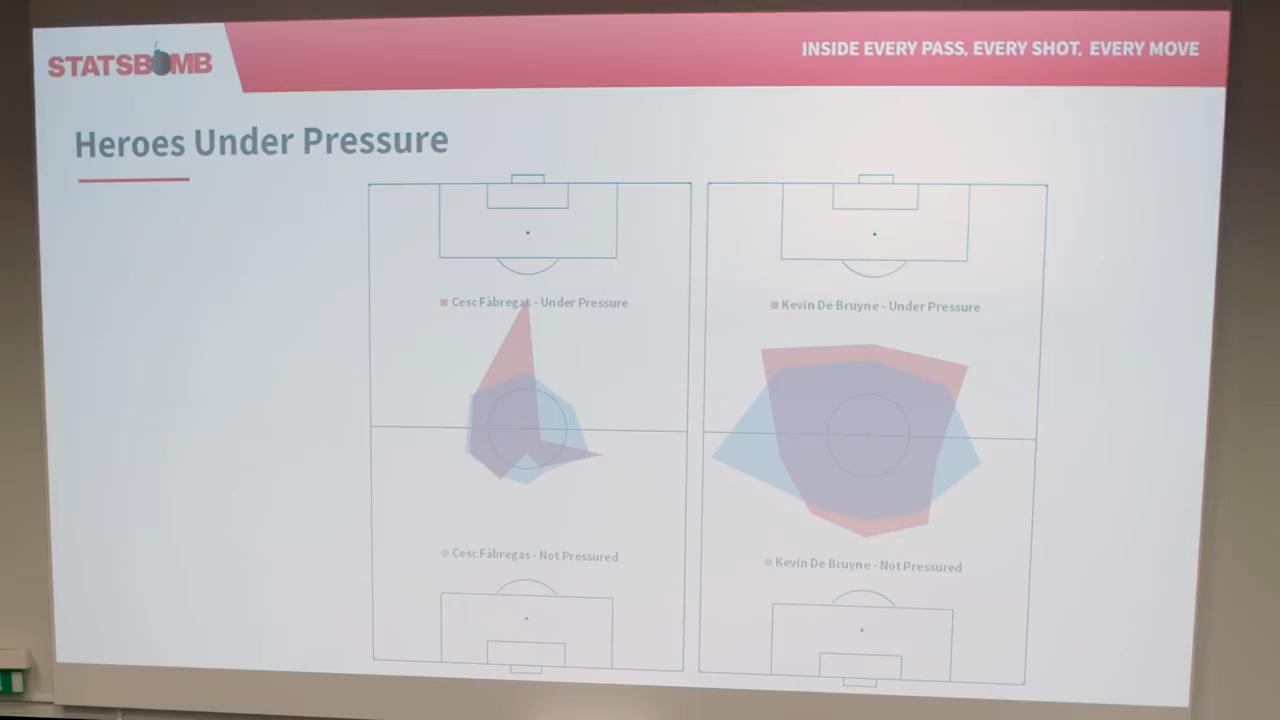 STATSBOMB
INSIDE EVERY PASS, EVERY SHOT, EVERY MOVE
Heroes Under Pressure
Cesc Fàbregas - Under Pressure
Kevin De Bruyne - Under Pressure
Cesc Fàbregas - Not Pressured
Kevin De Bruyne - Not Pressured